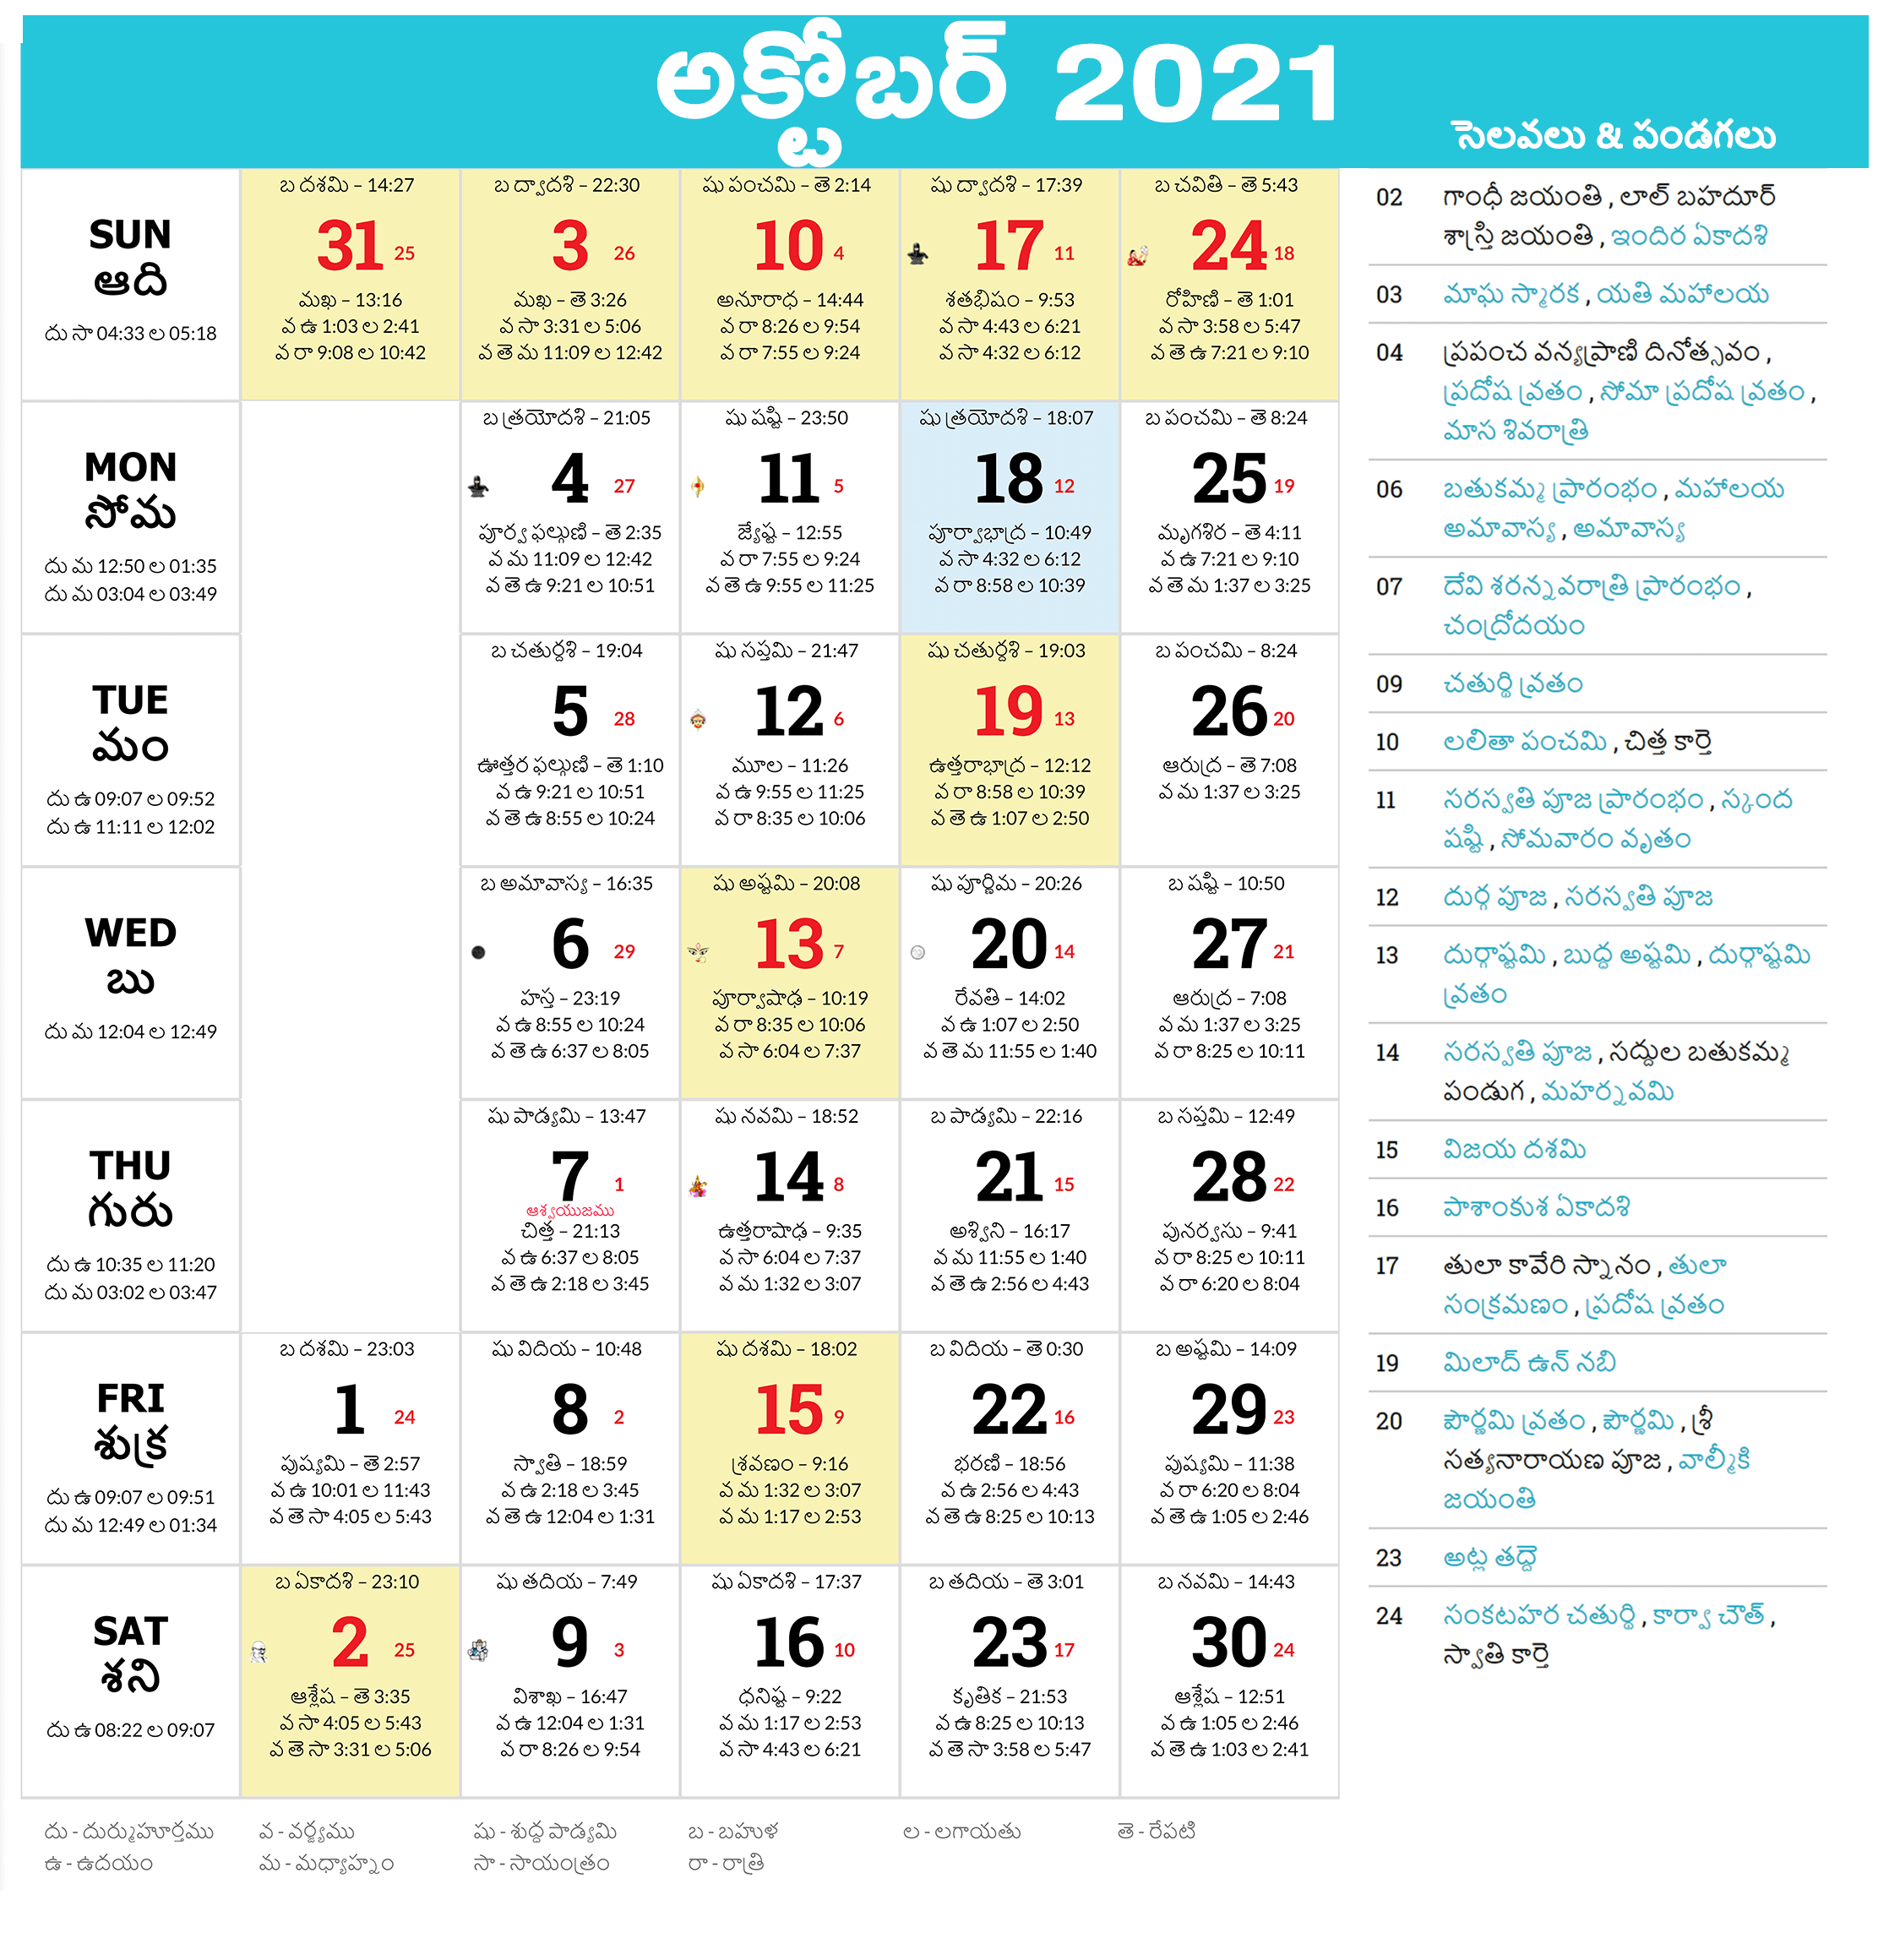 అక్టోబర్ 2021
సెలవలు & పండగలు
SUN
ఆది
దు సా 04:33 ల 05:18
బ దశమి – 14:27
31 25
మఖ – 13:16
వ ఉ 1:03 ల 2:41
వ రా 9:08 ల 10:42
బ ద్వాదశి – 22:30
3 26
మఖ – తె 3:26
వ సా 3:31 ల 5:06
వ తె మ 11:09 ల 12:42
షు పంచమి – తె 2:14
10 4
అనూరాధ – 14:44
వ రా 8:26 ల 9:54
వ రా 7:55 ల 9:24
షు ద్వాదశి – 17:39
17 11
శతభిషం – 9:53
వ సా 4:43 ల 6:21
వ సా 4:32 ల 6:12
బ చవితి – తె 5:43
24 18
రోహిణి – తె 1:01
వ సా 3:58 ల 5:47
వ తె ఉ 7:21 ల 9:10
MON
సోమ
దు మ 12:50 ల 01:35
దు మ 03:04 ల 03:49
బ త్రయోదశి – 21:05
4 27
పూర్వ ఫల్గుణి – తె 2:35
వ మ 11:09 ల 12:42
వ తె ఉ 9:21 ల 10:51
షు షష్టి – 23:50
11 5
జ్యేష్ట – 12:55
వ రా 7:55 ల 9:24
వ తె ఉ 9:55 ల 11:25
షు త్రయోదశి – 18:07
18 12
పూర్వాభాద్ర – 10:49
వ సా 4:32 ల 6:12
వ రా 8:58 ల 10:39
బ పంచమి – తె 8:24
25 19
మృగశిర – తె 4:11
వ ఉ 7:21 ల 9:10
వ తె మ 1:37 ల 3:25
TUE
మం
దు ఉ 09:07 ల 09:52
దు ఉ 11:11 ల 12:02
బ చతుర్దశి – 19:04
5 28
ఊత్తర ఫల్గుణి – తె 1:10
వ ఉ 9:21 ల 10:51
వ తె ఉ 8:55 ల 10:24
షు సప్తమి – 21:47
12 6
మూల – 11:26
వ ఉ 9:55 ల 11:25
వ రా 8:35 ల 10:06
షు చతుర్దశి – 19:03
19 13
ఉత్తరాభాద్ర – 12:12
వ రా 8:58 ల 10:39
వ తె ఉ 1:07 ల 2:50
బ పంచమి – 8:24
26 20
ఆరుద్ర – తె 7:08
వ మ 1:37 ల 3:25
WED
బు
దు మ 12:04 ల 12:49
బ అమావాస్య – 16:35
6 29
హస్త – 23:19
వ ఉ 8:55 ల 10:24
వ తె ఉ 6:37 ల 8:05
షు అష్టమి – 20:08
13 7
పూర్వాషాఢ – 10:19
వ రా 8:35 ల 10:06
వ సా 6:04 ల 7:37
షు పూర్ణిమ – 20:26
20 14
రేవతి – 14:02
వ ఉ 1:07 ల 2:50
వ తె మ 11:55 ల 1:40
బ షష్టి – 10:50
27 21
ఆరుద్ర – 7:08
వ మ 1:37 ల 3:25
వ రా 8:25 ల 10:11
THU
గురు
దు ఉ 10:35 ల 11:20
దు మ 03:02 ల 03:47
షు పాడ్యమి – 13:47
7 1
ఆశ్వయుజము
చిత్త – 21:13
వ ఉ 6:37 ల 8:05
వ తె ఉ 2:18 ల 3:45
షు నవమి – 18:52
14 8
ఉత్తరాషాఢ – 9:35
వ సా 6:04 ల 7:37
వ మ 1:32 ల 3:07
బ పాడ్యమి – 22:16
21 15
అశ్విని – 16:17
వ మ 11:55 ల 1:40
వ తె ఉ 2:56 ల 4:43
బ సప్తమి – 12:49
28 22
పునర్వసు – 9:41
వ రా 8:25 ల 10:11
వ రా 6:20 ల 8:04
FRI
శుక్ర
దు ఉ 09:07 ల 09:51
దు మ 12:49 ల 01:34
బ దశమి – 23:03
1 24
పుష్యమి – తె 2:57
వ ఉ 10:01 ల 11:43
వ తె సా 4:05 ల 5:43
షు విదియ – 10:48
8 2
స్వాతి – 18:59
వ ఉ 2:18 ల 3:45
వ తె ఉ 12:04 ల 1:31
షు దశమి – 18:02
15 9
శ్రవణం – 9:16
వ మ 1:32 ల 3:07
వ మ 1:17 ల 2:53
బ విదియ – తె 0:30
22 16
భరణి – 18:56
వ ఉ 2:56 ల 4:43
వ తె ఉ 8:25 ల 10:13
బ అష్టమి – 14:09
29 23
పుష్యమి – 11:38
వ రా 6:20 ల 8:04
వ తె ఉ 1:05 ల 2:46
SAT
శని
దు ఉ 08:22 ల 09:07
బ ఏకాదశి – 23:10
2 25
ఆశ్లేష – తె 3:35
వ సా 4:05 ల 5:43
వ తె సా 3:31 ల 5:06
షు తదియ – 7:49
9 3
విశాఖ – 16:47
వ ఉ 12:04 ల 1:31
వ రా 8:26 ల 9:54
షు ఏకాదశి – 17:37
16 10
ధనిష్ట – 9:22
వ మ 1:17 ల 2:53
వ సా 4:43 ల 6:21
బ తదియ – తె 3:01
23 17
కృతిక – 21:53
వ ఉ 8:25 ల 10:13
వ తె సా 3:58 ల 5:47
బ నవమి – 14:43
30 24
ఆశ్లేష – 12:51
వ ఉ 1:05 ల 2:46
వ తె ఉ 1:03 ల 2:41
02 గాంధీ జయంతి , లాల్ బహదూర్
శాస్త్రి జయంతి , ఇందిర ఏకాదశి
03 మాఘ స్మారక , యతి మహాలయ
04 ప్రపంచ వన్యప్రాణి దినోత్సవం ,
ప్రదోష వ్రతం , సోమా ప్రదోష వ్రతం ,
మాస శివరాత్రి
06 బతుకమ్మ ప్రారంభం , మహాలయ
అమావాస్య , అమావాస్య
07 దేవి శరన్నవరాత్రి ప్రారంభం ,
చంద్రోదయం
09 చతుర్థి వ్రతం
10 లలితా పంచమి , చిత్త కార్తె
11 సరస్వతి పూజ ప్రారంభం , స్కంద
షష్టి , సోమవారం వృతం
12 దుర్గ పూజ , సరస్వతి పూజ
13 దుర్గాష్టమి , బుద్ధ అష్టమి , దుర్గాష్టమి
వ్రతం
14 సరస్వతి పూజ , సద్దుల బతుకమ్మ
పండుగ , మహర్నవమి
15 విజయ దశమి
16 పాశాంకుశ ఏకాదశి
17 తులా కావేరి స్నానం , తులా
సంక్రమణం , ప్రదోష వ్రతం
19 మిలాద్ ఉన్ నబి
20 పౌర్ణమి వ్రతం , పౌర్ణమి , శ్రీ
సత్యనారాయణ పూజ , వాల్మీకి
జయంతి
23 అట్ల తద్దె
24 సంకటహర చతుర్థి , కార్వా చౌత్ ,
స్వాతి కార్తె
దు - దుర్ముహూర్తము వ - వర్జ్యము షు - శుద్ధ పాడ్యమి బ - బహుళ ల - లగాయతు తె - రేపటి
ఉ - ఉదయం మ - మధ్యాహ్నం సా - సాయంత్రం రా - రాత్రి